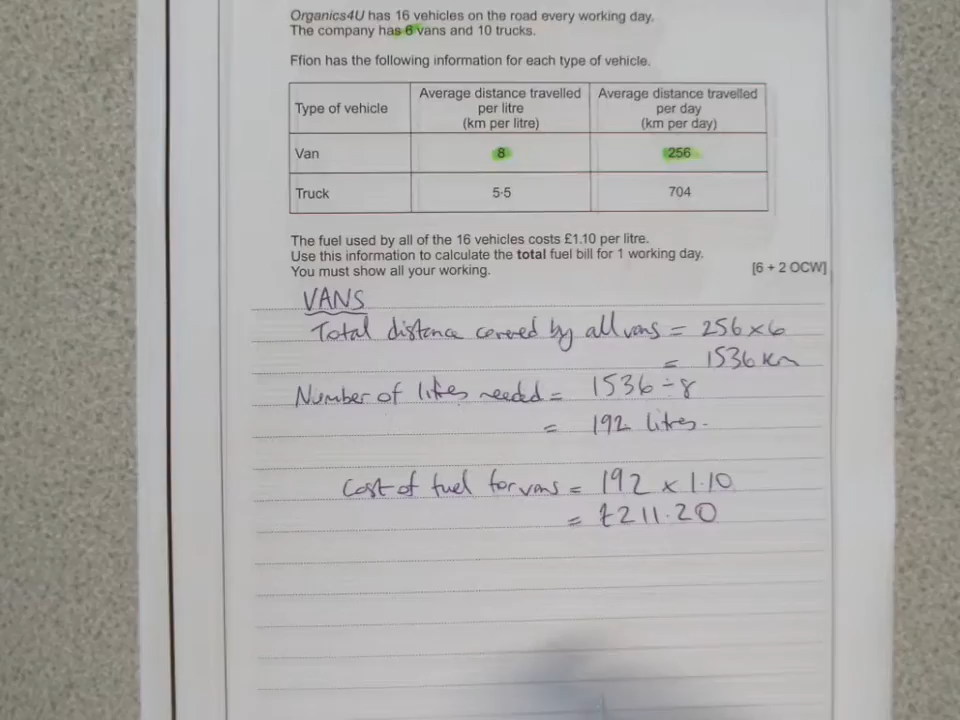 Organics4U has 16 vehicles on the road every working day.
The company has 6 vans and 10 trucks.
Ffion has the following information for each type of vehicle.
Type of vehicle
Average distance travelled per litre (km per litre)
Average distance travelled per day (km per day)
Van 8 256
Truck 5·5 704
The fuel used by all of the 16 vehicles costs £1.10 per litre.
Use this information to calculate the total fuel bill for 1 working day.
You must show all your working. [6 + 2 OCW]
VANS
Total distance covered by all vans = 256 × 6
= 1536 km
Number of litres needed = 1536 ÷ 8
= 192 litres.
Cost of fuel for vans = 192 × 1.10
= £211.20